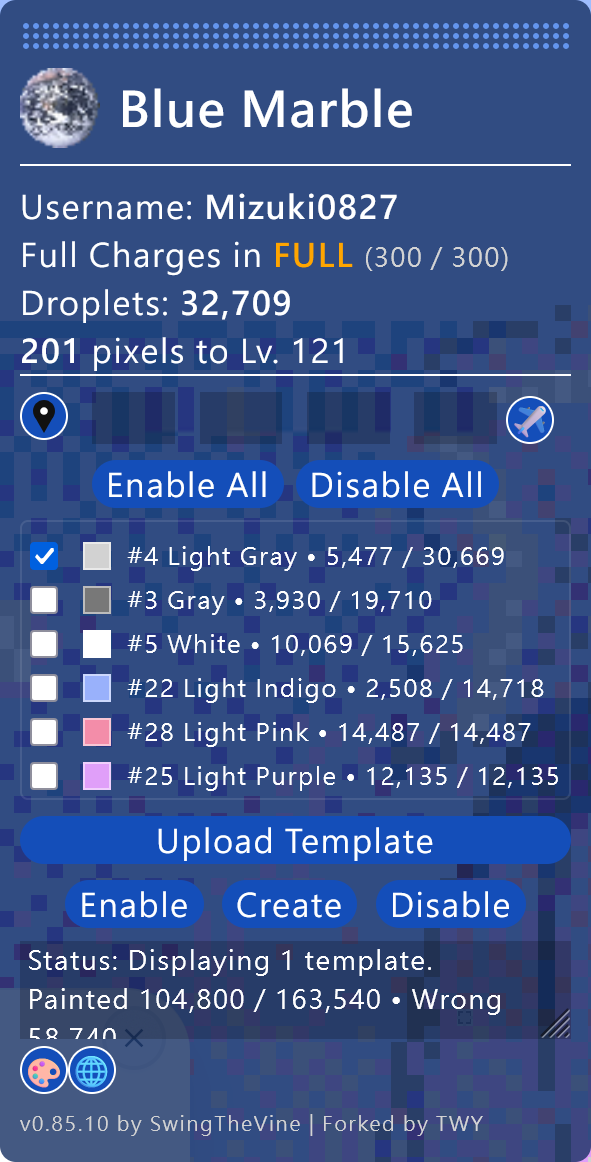 Blue Marble
Username: Mizuki0827
Full Charges in FULL (300 / 300)
Droplets: 32,709
201 pixels to Lv. 121
Enable All Disable All
#4 Light Gray • 5,477 / 30,669
#3 Gray • 3,930 / 19,710
#5 White • 10,069 / 15,625
#22 Light Indigo • 2,508 / 14,718
#28 Light Pink • 14,487 / 14,487
#25 Light Purple • 12,135 / 12,135
Upload Template
Enable Create Disable
Status: Displaying 1 template.
Painted 104,800 / 163,540 • Wrong
58,740
v0.85.10 by SwingTheVine | Forked by TWY